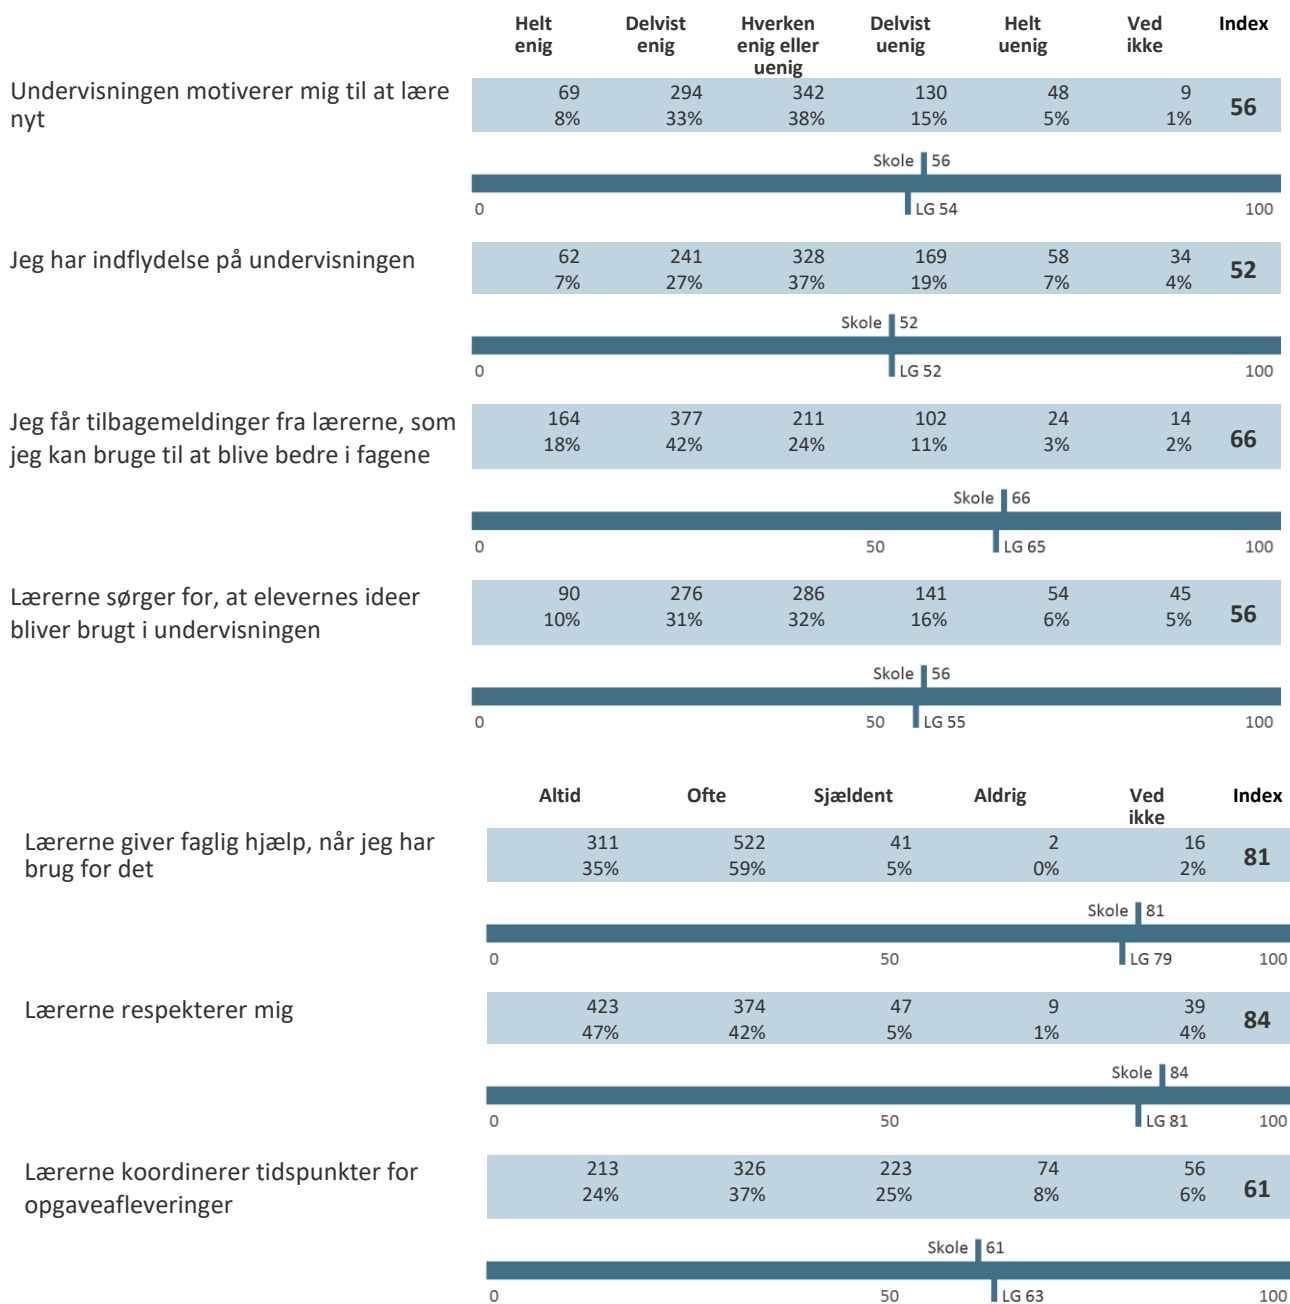 Helt Delvist Hverken Delvist Helt Ved Index
enig enig enig eller uenig uenig ikke
uenig
Undervisningen motiverer mig til at lære 69 294 342 130 48 9 56
nyt 8% 33% 38% 15% 5% 1%
Skole 56
LG 54
0 100
Jeg har indflydelse på undervisningen 62 241 328 169 58 34 52
7% 27% 37% 19% 7% 4%
Skole 52
LG 52
0 100
Jeg får tilbagemeldinger fra lærerne, som 164 377 211 102 24 14 66
jeg kan bruge til at blive bedre i fagene 18% 42% 24% 11% 3% 2%
Skole 66
0 50 LG 65 100
Lærerne sørger for, at elevernes ideer 90 276 286 141 54 45 56
bliver brugt i undervisningen 10% 31% 32% 16% 6% 5%
Skole 56
0 50 LG 55 100
Altid Ofte Sjældent Aldrig Ved Index
ikke
Lærerne giver faglig hjælp, når jeg har 311 522 41 2 16 81
brug for det 35% 59% 5% 0% 2%
Skole 81
0 50 LG 79 100
Lærerne respekterer mig 423 374 47 9 39 84
47% 42% 5% 1% 4%
Skole 84
0 50 LG 81 100
Lærerne koordinerer tidspunkter for 213 326 223 74 56 61
opgaveafleveringer 24% 37% 25% 8% 6%
Skole 61
0 50 LG 63 100